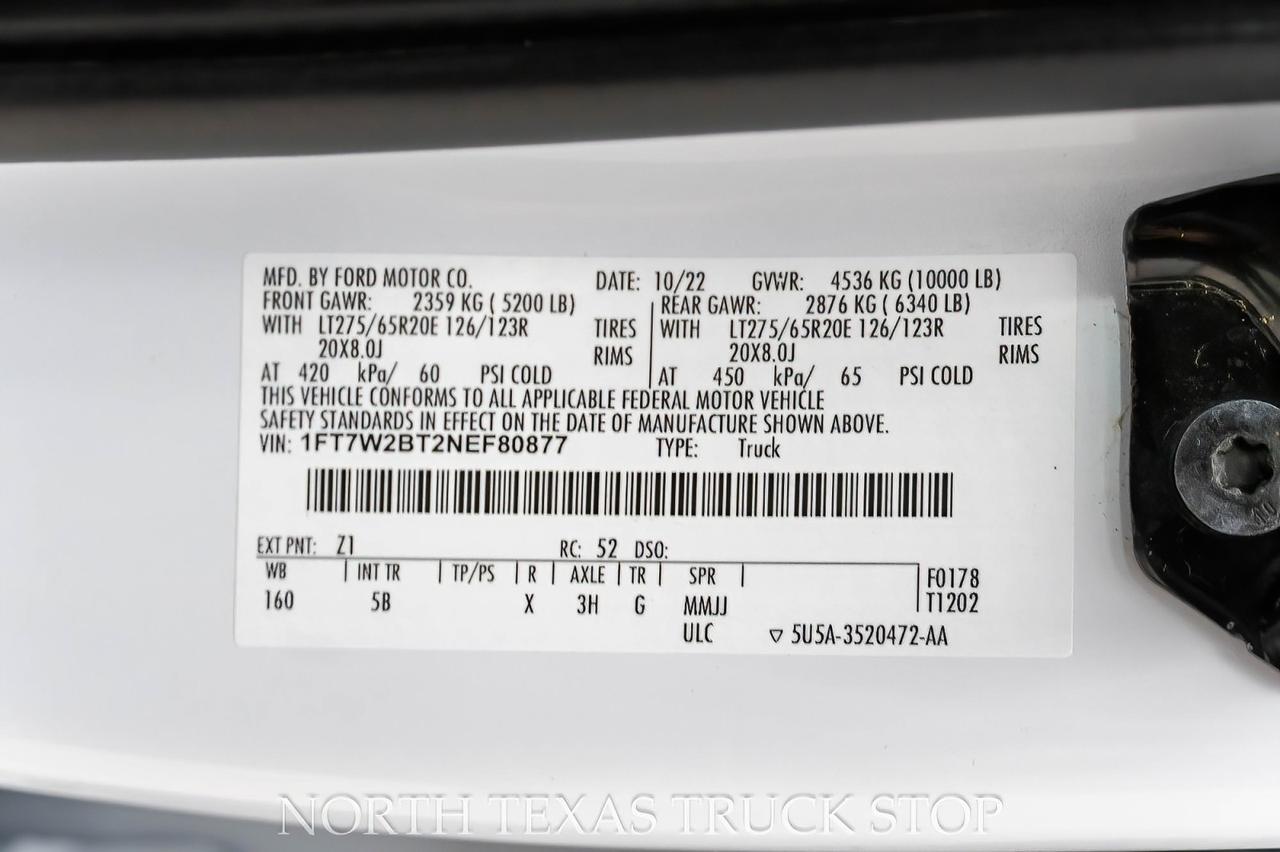 MFD. BY FORD MOTOR CO. DATE: 10/22 GVWR: 4536 KG (10000 LB)
FRONT GAWR: 2359 KG ( 5200 LB) REAR GAWR: 2876 KG ( 6340 LB)
WITH LT275/65R20E 126/123R TIRES WITH LT275/65R20E 126/123R TIRES
20X8.0J RIMS 20X8.0J RIMS
AT 420 kPa/ 60 PSI COLD AT 450 kPa/ 65 PSI COLD
THIS VEHICLE CONFORMS TO ALL APPLICABLE FEDERAL MOTOR VEHICLE
SAFETY STANDARDS IN EFFECT ON THE DATE OF MANUFACTURE SHOWN ABOVE.
VIN: 1FT7W2BT2NEF80877 TYPE: Truck
EXT PNT: Z1 RC: 52 DSO:
WB | INT TR | TP/PS | R | AXLE | TR | SPR | F0178
160 5B X 3H G MMJJ T1202
ULC ▽ 5U5A-3520472-AA
10
NORTH TEXAS TRUCK STOP